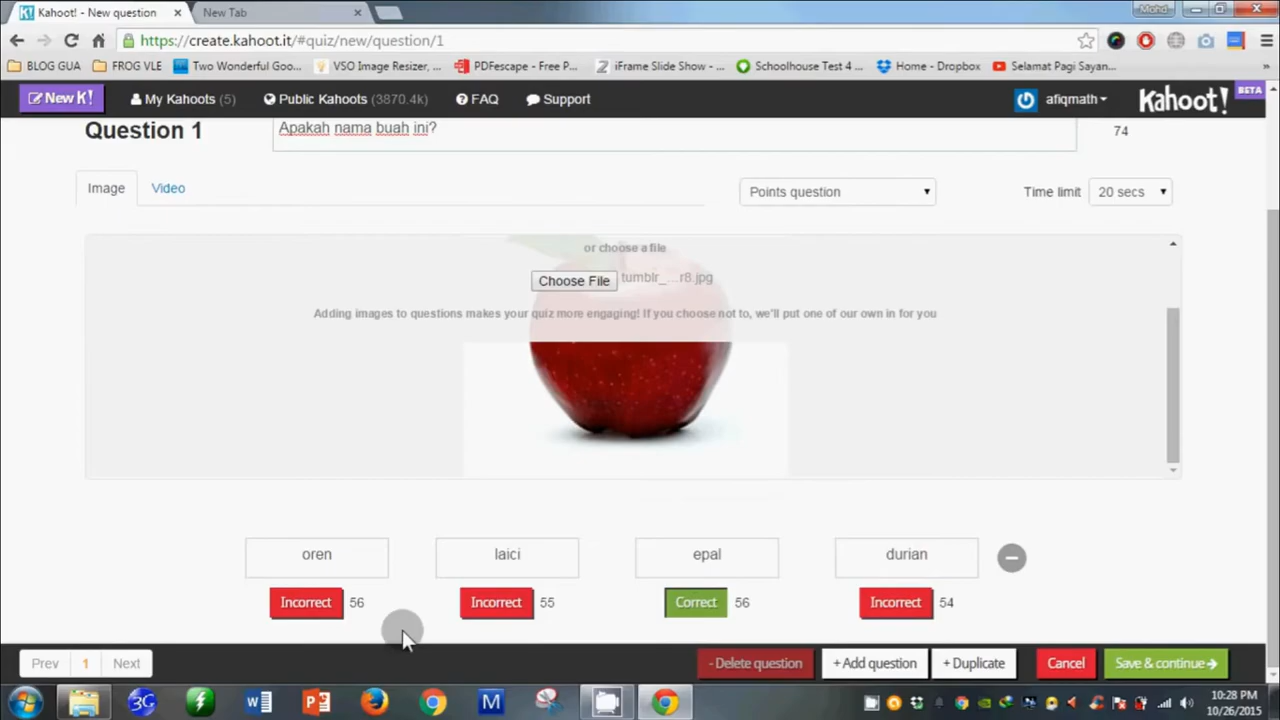 Kahoot! - New question
New Tab
Mohd
https://create.kahoot.it/#quiz/new/question/1
BLOG GUA
FROG VLE
Two Wonderful Goo...
VSO Image Resizer, ...
PDFescape - Free P...
iFrame Slide Show - ...
Schoolhouse Test 4 ...
Home - Dropbox
Selamat Pagi Sayan...
»
New K!
My Kahoots (5)
Public Kahoots (3870.4k)
FAQ
Support
afiqmath
Kahoot!
BETA
Question 1
Apakah nama buah ini?
74
Image
Video
Points question
Time limit
20 secs
or choose a file
Choose File tumblr_...r8.jpg
Adding images to questions makes your quiz more engaging! If you choose not to, we'll put one of our own in for you
oren
laici
epal
durian
Incorrect 56
Incorrect 55
Correct 56
Incorrect 54
Prev
1
Next
- Delete question
+ Add question
+ Duplicate
Cancel
Save & continue
3G
W
P
M
10:28 PM
10/26/2015